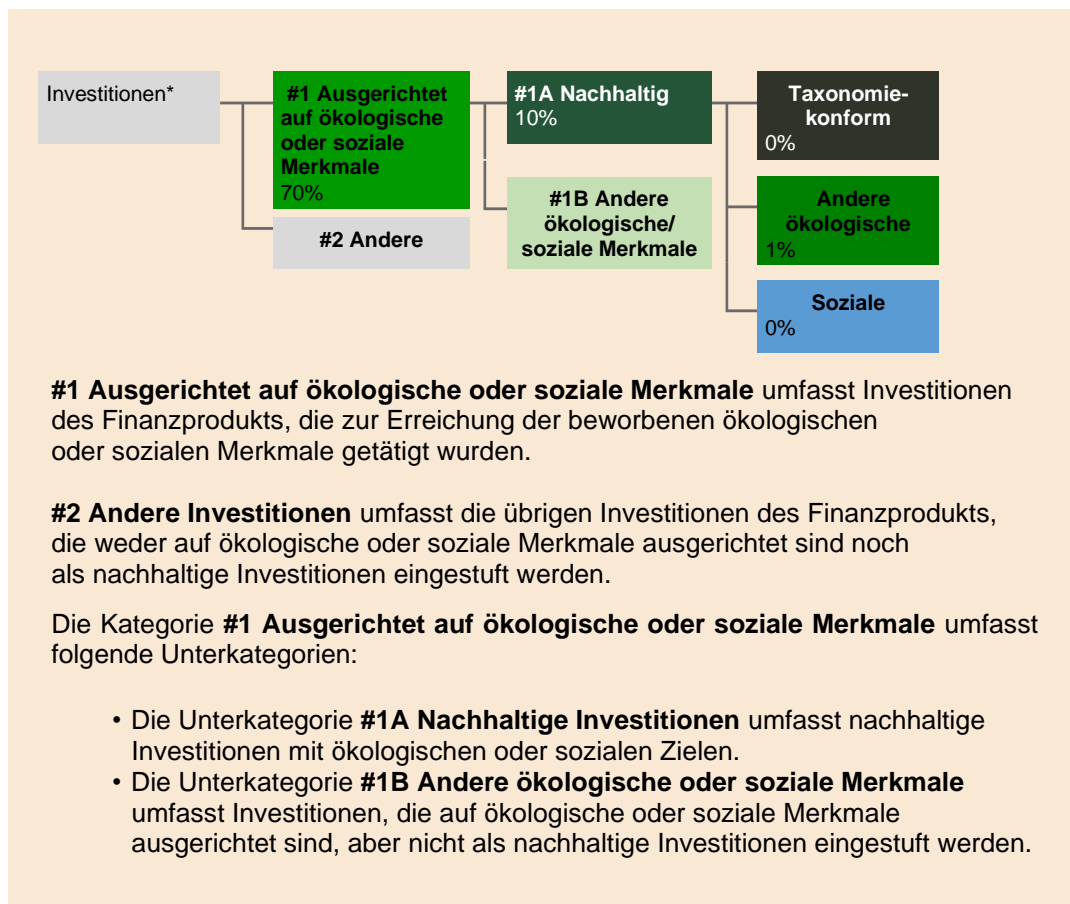 Investitionen*
#1 Ausgerichtet
auf ökologische
oder soziale
Merkmale
70%
#2 Andere
#1A Nachhaltig
10%
#1B Andere
ökologische/
soziale Merkmale
Taxonomie-
konform
0%
Andere
ökologische
1%
Soziale
0%
#1 Ausgerichtet auf ökologische oder soziale Merkmale umfasst Investitionen
des Finanzprodukts, die zur Erreichung der beworbenen ökologischen
oder sozialen Merkmale getätigt wurden.
#2 Andere Investitionen umfasst die übrigen Investitionen des Finanzprodukts,
die weder auf ökologische oder soziale Merkmale ausgerichtet sind noch
als nachhaltige Investitionen eingestuft werden.
Die Kategorie #1 Ausgerichtet auf ökologische oder soziale Merkmale umfasst
folgende Unterkategorien:
• Die Unterkategorie #1A Nachhaltige Investitionen umfasst nachhaltige
Investitionen mit ökologischen oder sozialen Zielen.
• Die Unterkategorie #1B Andere ökologische oder soziale Merkmale
umfasst Investitionen, die auf ökologische oder soziale Merkmale
ausgerichtet sind, aber nicht als nachhaltige Investitionen eingestuft werden.